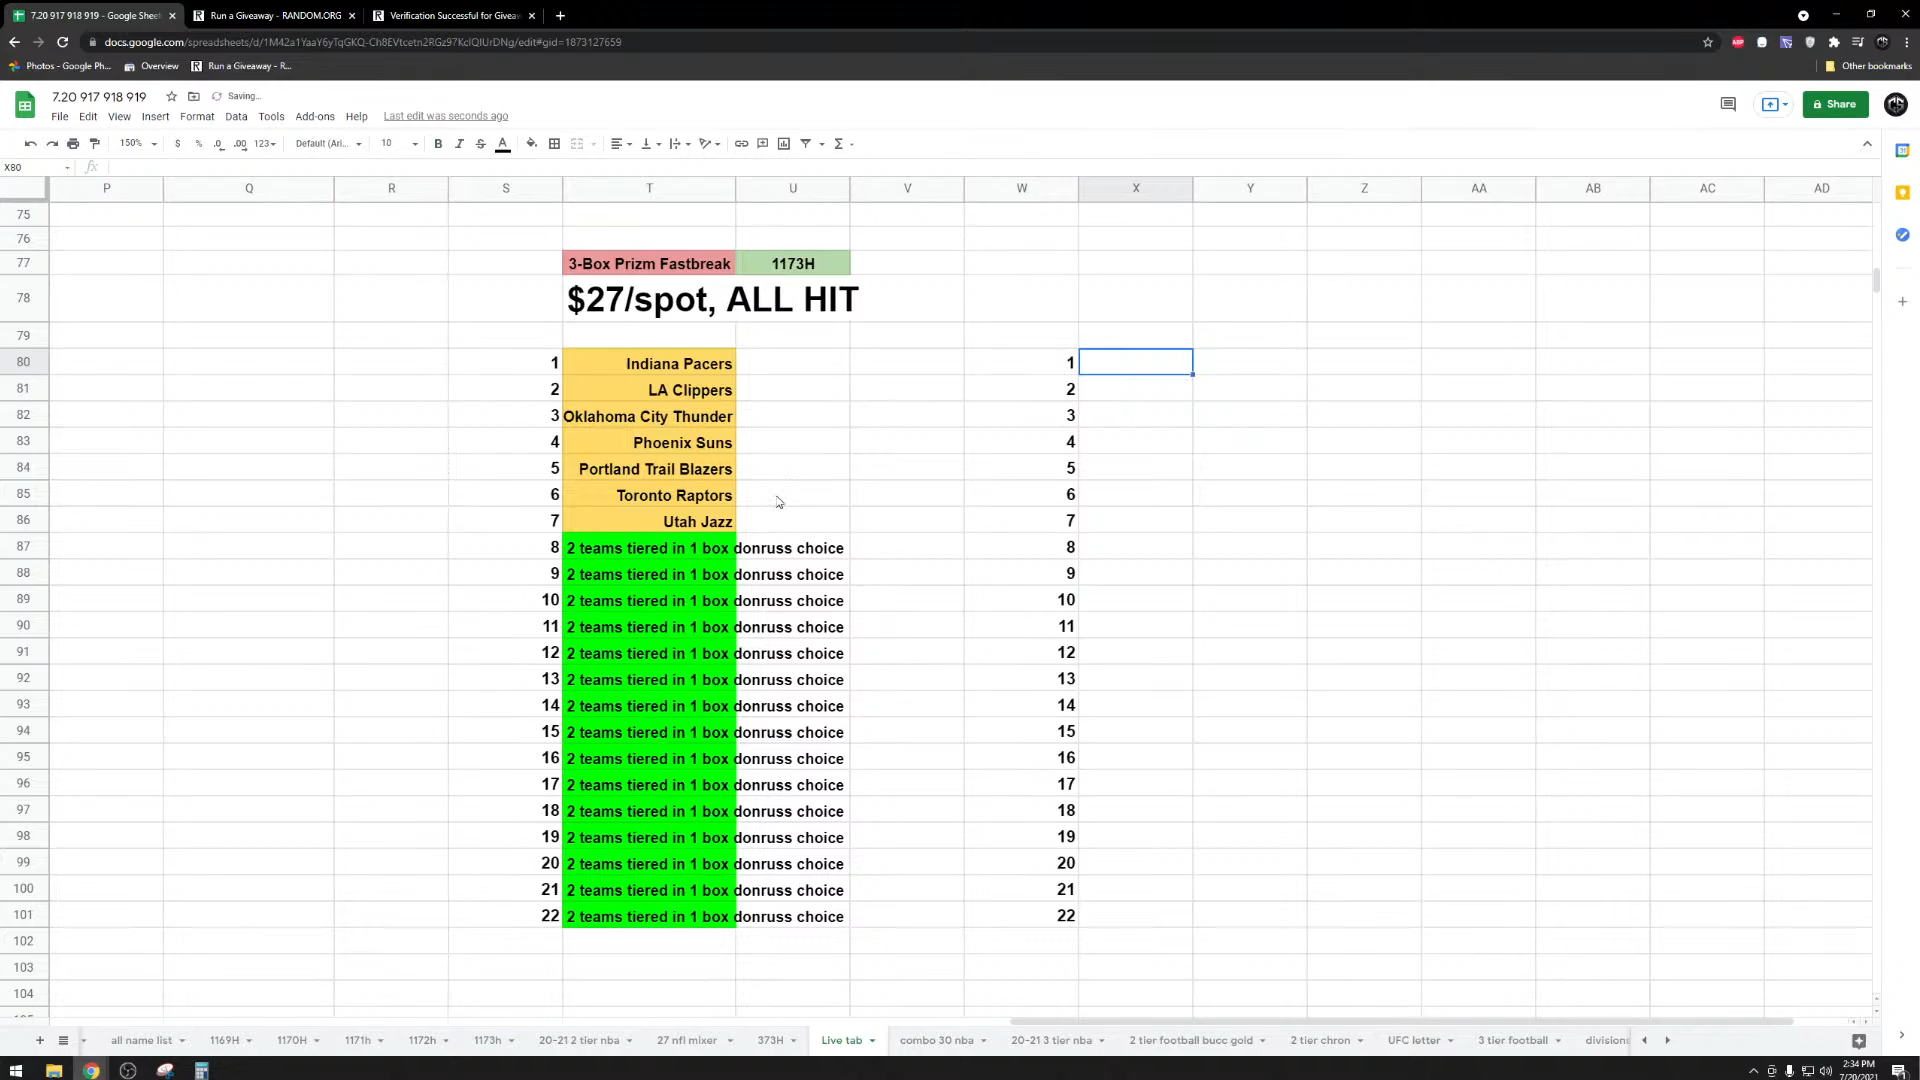 7.20 917 918 919 - Google Sheet
Run a Giveaway - RANDOM.ORG
Verification Successful for Giveaw
docs.google.com/spreadsheets/d/1M42a1YaaY6yTqGKQ-Ch8EVtcetn2RGz97KclQIUrDNg/edit#gid=1873127659
Photos - Google Ph...
Overview
Run a Giveaway - R...
Other bookmarks
7.20 917 918 919
Saving...
File Edit View Insert Format Data Tools Add-ons Help
Last edit was seconds ago
Share
150% $ % .0 .00 123 Default (Ari... 10 B I S A Σ
X80 fx
P Q R S T U V W X Y Z AA AB AC AD
75
76
77 3-Box Prizm Fastbreak 1173H
78 $27/spot, ALL HIT
79
80 1 Indiana Pacers 1
81 2 LA Clippers 2
82 3 Oklahoma City Thunder 3
83 4 Phoenix Suns 4
84 5 Portland Trail Blazers 5
85 6 Toronto Raptors 6
86 7 Utah Jazz 7
87 8 2 teams tiered in 1 box donruss choice 8
88 9 2 teams tiered in 1 box donruss choice 9
89 10 2 teams tiered in 1 box donruss choice 10
90 11 2 teams tiered in 1 box donruss choice 11
91 12 2 teams tiered in 1 box donruss choice 12
92 13 2 teams tiered in 1 box donruss choice 13
93 14 2 teams tiered in 1 box donruss choice 14
94 15 2 teams tiered in 1 box donruss choice 15
95 16 2 teams tiered in 1 box donruss choice 16
96 17 2 teams tiered in 1 box donruss choice 17
97 18 2 teams tiered in 1 box donruss choice 18
98 19 2 teams tiered in 1 box donruss choice 19
99 20 2 teams tiered in 1 box donruss choice 20
100 21 2 teams tiered in 1 box donruss choice 21
101 22 2 teams tiered in 1 box donruss choice 22
102
103
104
all name list 1169H 1170H 1171h 1172h 1173h 20-21 2 tier nba 27 nfl mixer 373H Live tab combo 30 nba 20-21 3 tier nba 2 tier football bucc gold 2 tier chron UFC letter 3 tier football division
2:34 PM
7/20/2021